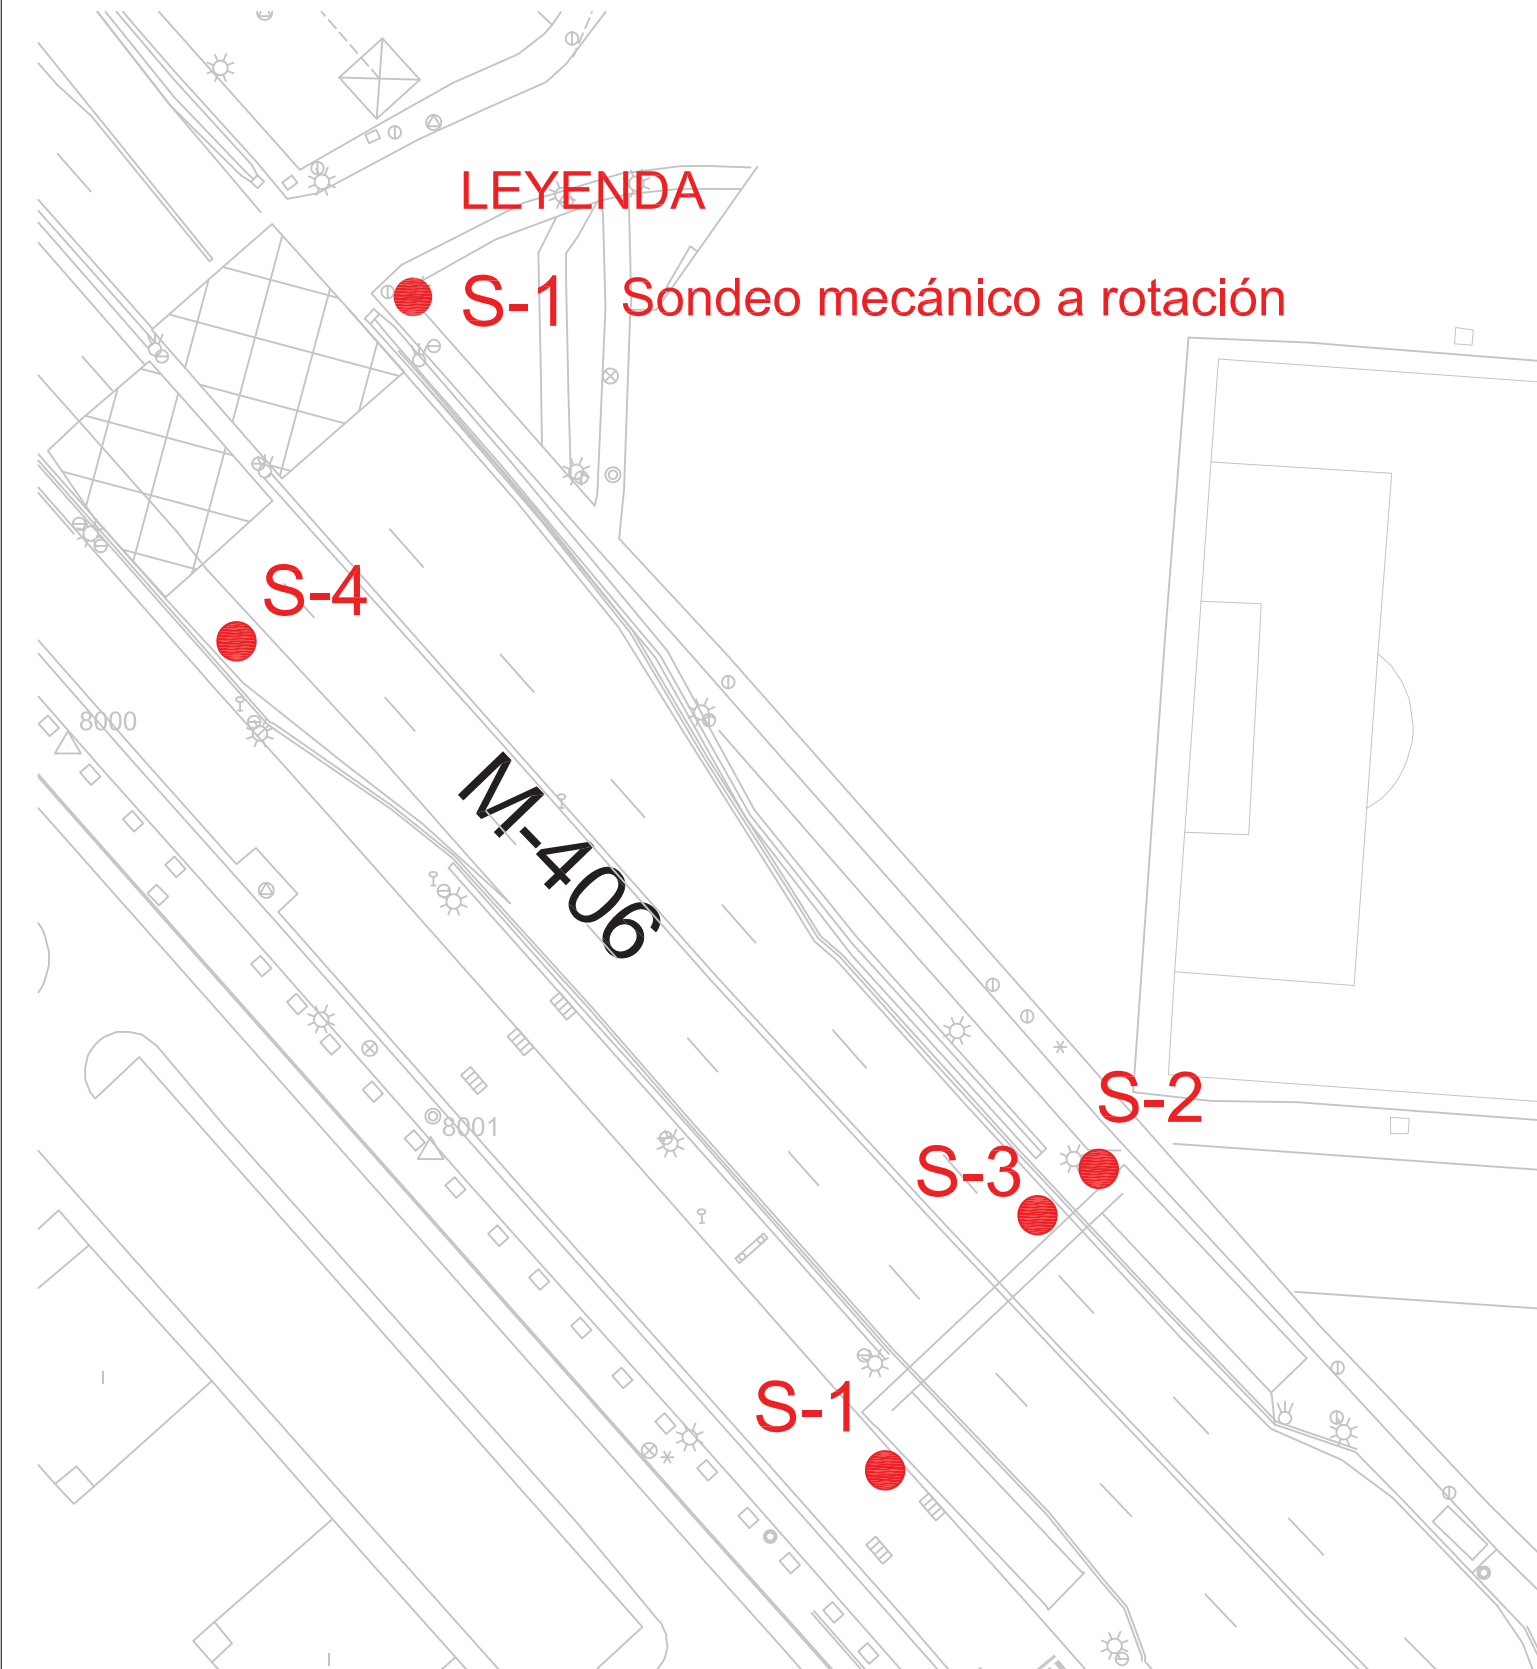 LEYENDA
S-1 Sondeo mecánico a rotación
S-4
8000
M-406
S-2
8001
S-3
S-1